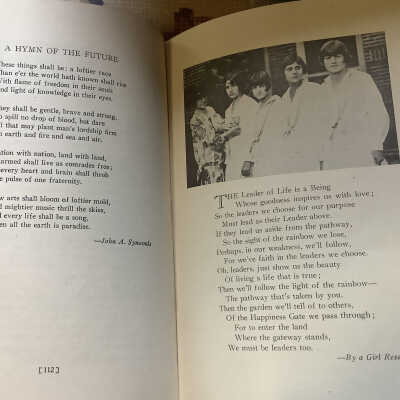 A HYMN OF THE FUTURE
These things shall be: a loftier race
Than e'er the world hath known shall rise
With flame of freedom in their souls
and light of knowledge in their eyes.
They shall be gentle, brave and strong,
o spill no drop of blood, but dare
ll that may plant man's lordship firm
n earth and fire and sea and air.
ation with nation, land with land,
armed shall live as comrades free;
every heart and brain shall throb
e pulse of one fraternity.
w arts shall bloom of loftier mold,
d mightier music thrill the skies,
d every life shall be a song,
en all the earth is paradise.
—John A. Symonds
[112]
THE Leader of Life is a Being
Whose goodness inspires us with love;
So the leaders we choose for our purpose
Must lead as their Leader above.
If they lead us aside from the pathway,
So the sight of the rainbow we lose,
Perhaps, in our weakness, we'll follow,
For we've faith in the leaders we choose.
Oh, leaders, just show us the beauty
Of living a life that is true;
Then we'll follow the light of the rainbow—
The pathway that's taken by you.
Then the garden we'll tell of to others,
Of the Happiness Gate we pass through;
For to enter the land
Where the gateway stands,
We must be leaders too.
—By a Girl Rese